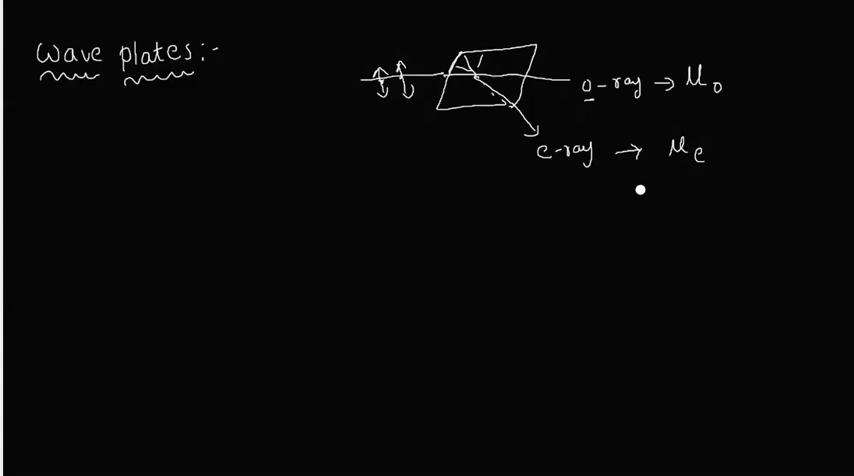 Wave plates:-
o-ray → μo
e-ray → μe